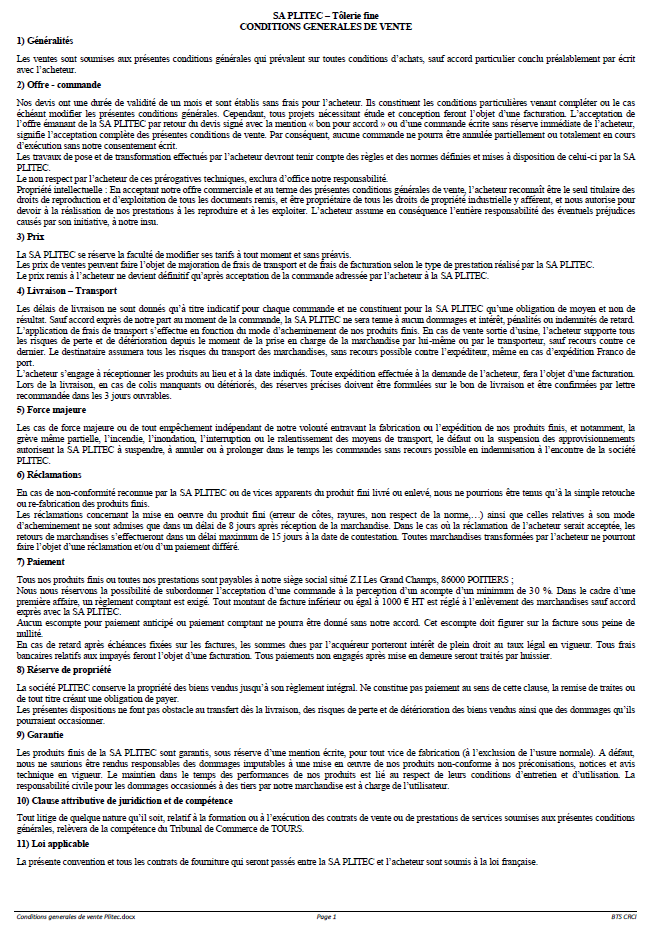 SA PLITEC – Tôlerie fine
CONDITIONS GENERALES DE VENTE
1) Généralités
Les ventes sont soumises aux présentes conditions générales qui prévalent sur toutes conditions d'achats, sauf accord particulier conclu préalablement par écrit
avec l'acheteur.
2) Offre - commande
Nos devis ont une durée de validité de un mois et sont établis sans frais pour l'acheteur. Ils constituent les conditions particulières venant compléter ou le cas
échéant modifier les présentes conditions générales. Cependant, tous projets nécessitant étude et conception feront l'objet d'une facturation. L'acceptation de
l'offre émanant de la SA PLITEC par retour du devis signé avec la mention « bon pour accord » ou d'une commande écrite sans réserve immédiate de l'acheteur,
signifie l'acceptation complète des présentes conditions de vente. Par conséquent, aucune commande ne pourra être annulée partiellement ou totalement en cours
d'exécution sans notre consentement écrit.
Les travaux de pose et de transformation effectués par l'acheteur devront tenir compte des règles et des normes définies et mises à disposition de celui-ci par la SA
PLITEC.
Le non respect par l'acheteur de ces prérogatives techniques, exclura d'office notre responsabilité.
Propriété intellectuelle : En acceptant notre offre commerciale et au terme des présentes conditions générales de vente, l'acheteur reconnaît être le seul titulaire des
droits de reproduction et d'exploitation de tous les documents remis, et être propriétaire de tous les droits de propriété industrielle y afférent, et nous autorise pour
devoir à la réalisation de nos prestations à les reproduire et à les exploiter. L'acheteur assume en conséquence l'entière responsabilité des éventuels préjudices
causés par son initiative, à notre insu.
3) Prix
La SA PLITEC se réserve la faculté de modifier ses tarifs à tout moment et sans préavis.
Les prix de ventes peuvent faire l'objet de majoration de frais de transport et de frais de facturation selon le type de prestation réalisé par la SA PLITEC.
Le prix remis à l'acheteur ne devient définitif qu'après acceptation de la commande adressée par l'acheteur à la SA PLITEC.
4) Livraison – Transport
Les délais de livraison ne sont donnés qu'à titre indicatif pour chaque commande et ne constituent pour la SA PLITEC qu'une obligation de moyen et non de
résultat. Sauf accord exprès de notre part au moment de la commande, la SA PLITEC ne sera tenue à aucun dommages et intérêt, pénalités ou indemnités de retard.
L'application de frais de transport s'effectue en fonction du mode d'acheminement de nos produits finis. En cas de vente sortie d'usine, l'acheteur supporte tous
les risques de perte et de détérioration depuis le moment de la prise en charge de la marchandise par lui-même ou par le transporteur, sauf recours contre ce
dernier. Le destinataire assumera tous les risques du transport des marchandises, sans recours possible contre l'expéditeur, même en cas d'expédition Franco de
port.
L'acheteur s'engage à réceptionner les produits au lieu et à la date indiqués. Toute expédition effectuée à la demande de l'acheteur, fera l'objet d'une facturation.
Lors de la livraison, en cas de colis manquants ou détériorés, des réserves précises doivent être formulées sur le bon de livraison et être confirmées par lettre
recommandée dans les 3 jours ouvrables.
5) Force majeure
Les cas de force majeure ou de tout empêchement indépendant de notre volonté entravant la fabrication ou l'expédition de nos produits finis, et notamment, la
grève même partielle, l'incendie, l'inondation, l'interruption ou le ralentissement des moyens de transport, le défaut ou la suspension des approvisionnements
autorisent la SA PLITEC à suspendre, à annuler ou à prolonger dans le temps les commandes sans recours possible en indemnisation à l'encontre de la société
PLITEC.
6) Réclamations
En cas de non-conformité reconnue par la SA PLITEC ou de vices apparents du produit fini livré ou enlevé, nous ne pourrions être tenus qu'à la simple retouche
ou re-fabrication des produits finis.
Les réclamations concernant la mise en oeuvre du produit fini (erreur de côtes, rayures, non respect de la norme,…) ainsi que celles relatives à son mode
d'acheminement ne sont admises que dans un délai de 8 jours après réception de la marchandise. Dans le cas où la réclamation de l'acheteur serait acceptée, les
retours de marchandises s'effectueront dans un délai maximum de 15 jours à la date de contestation. Toutes marchandises transformées par l'acheteur ne pourront
faire l'objet d'une réclamation et/ou d'un paiement différé.
7) Paiement
Tous nos produits finis ou toutes nos prestations sont payables à notre siège social situé Z.I Les Grand Champs, 86000 POITIERS ;
Nous nous réservons la possibilité de subordonner l'acceptation d'une commande à la perception d'un acompte d'un minimum de 30 %. Dans le cadre d'une
première affaire, un règlement comptant est exigé. Tout montant de facture inférieur ou égal à 1000 € HT est réglé à l'enlèvement des marchandises sauf accord
exprès avec la SA PLITEC.
Aucun escompte pour paiement anticipé ou paiement comptant ne pourra être donné sans notre accord. Cet escompte doit figurer sur la facture sous peine de
nullité.
En cas de retard après échéances fixées sur les factures, les sommes dues par l'acquéreur porteront intérêt de plein droit au taux légal en vigueur. Tous frais
bancaires relatifs aux impayés feront l'objet d'une facturation. Tous paiements non engagés après mise en demeure seront traités par huissier.
8) Réserve de propriété
La société PLITEC conserve la propriété des biens vendus jusqu'à son règlement intégral. Ne constitue pas paiement au sens de cette clause, la remise de traites ou
de tout titre créant une obligation de payer.
Les présentes dispositions ne font pas obstacle au transfert dès la livraison, des risques de perte et de détérioration des biens vendus ainsi que des dommages qu'ils
pourraient occasionner.
9) Garantie
Les produits finis de la SA PLITEC sont garantis, sous réserve d'une mention écrite, pour tout vice de fabrication (à l'exclusion de l'usure normale). A défaut,
nous ne saurions être rendus responsables des dommages imputables à une mise en œuvre de nos produits non-conforme à nos préconisations, notices et avis
technique en vigueur. Le maintien dans le temps des performances de nos produits est lié au respect de leurs conditions d'entretien et d'utilisation. La
responsabilité civile pour les dommages occasionnés à des tiers par notre marchandise est à charge de l'utilisateur.
10) Clause attributive de juridiction et de compétence
Tout litige de quelque nature qu'il soit, relatif à la formation ou à l'exécution des contrats de vente ou de prestations de services soumises aux présentes conditions
générales, relèvera de la compétence du Tribunal de Commerce de TOURS.
11) Loi applicable
La présente convention et tous les contrats de fourniture qui seront passés entre la SA PLITEC et l'acheteur sont soumis à la loi française.
Conditions generales de vente Plitec.docx Page 1 BTS CRCI